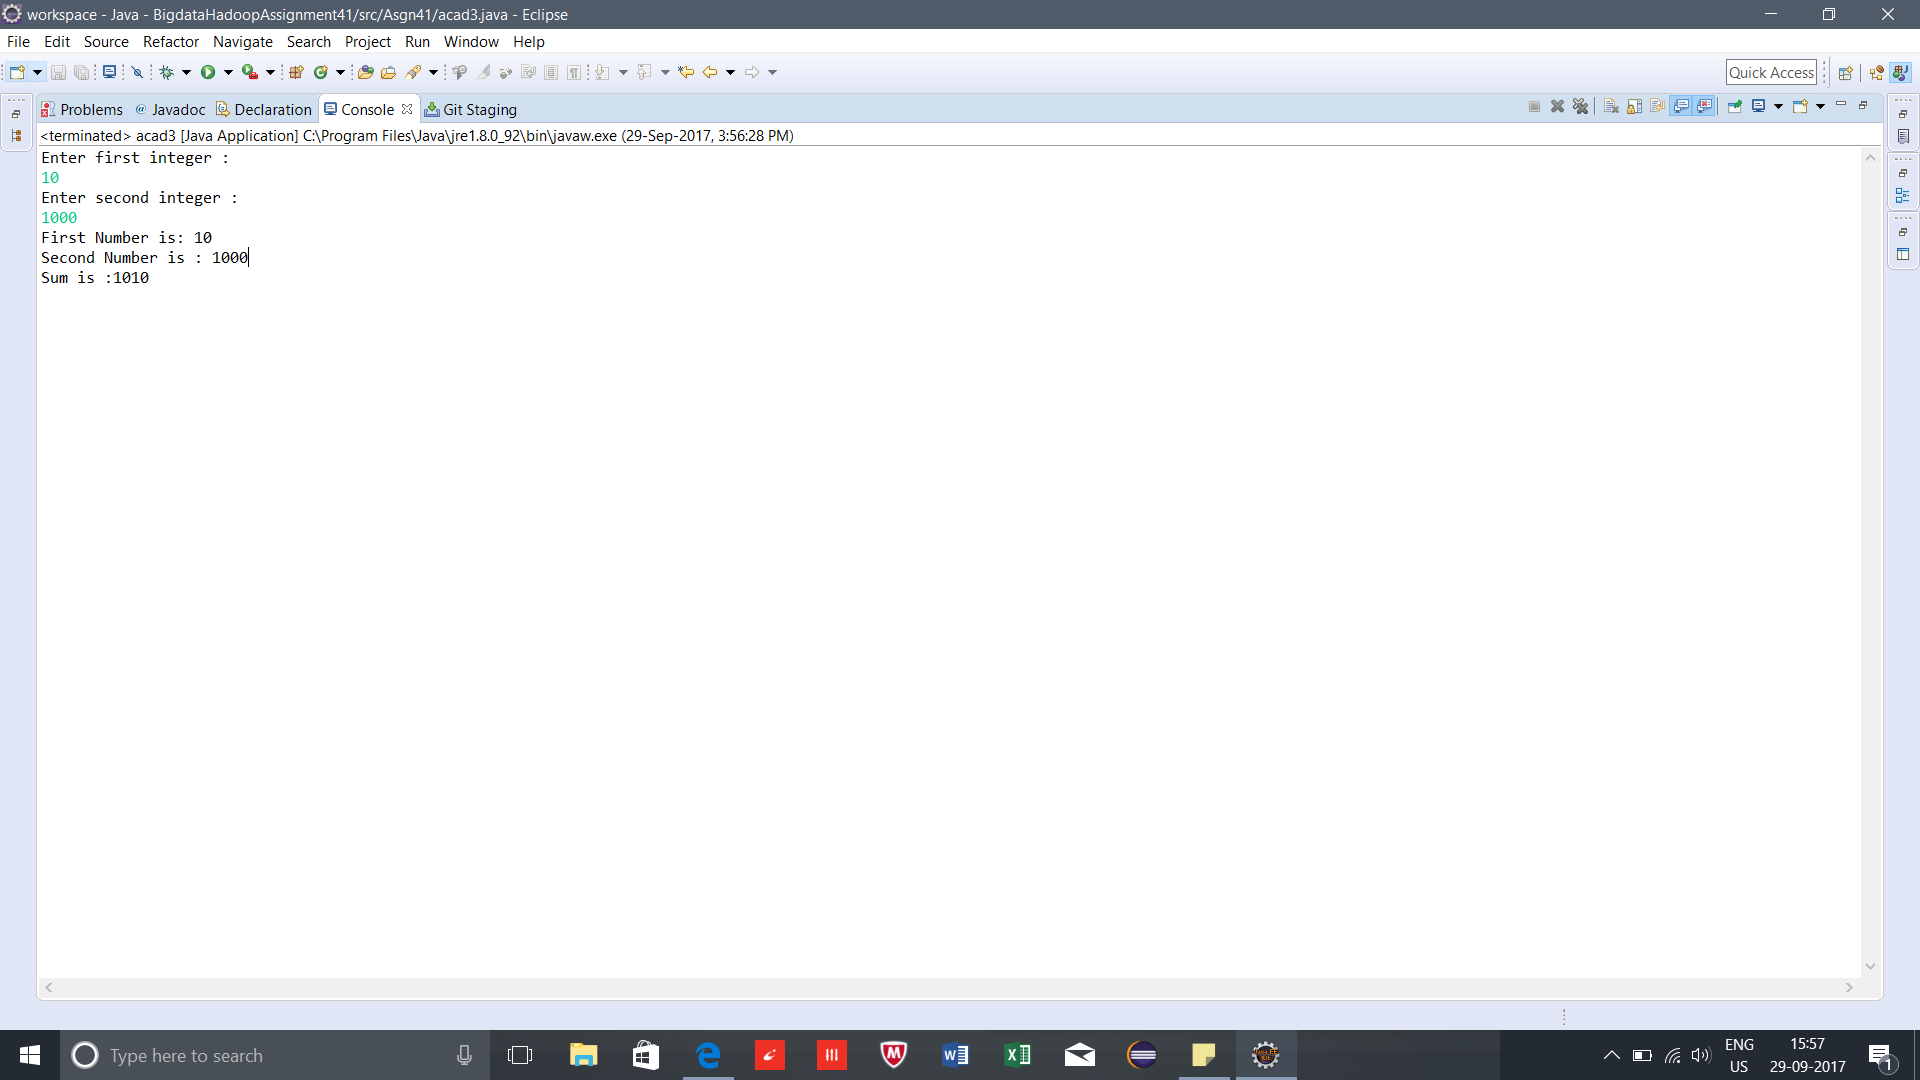 workspace - Java - BigdataHadoopAssignment41/src/Asgn41/acad3.java - Eclipse
File Edit Source Refactor Navigate Search Project Run Window Help
Quick Access
Problems @ Javadoc Declaration Console Git Staging
<terminated> acad3 [Java Application] C:\Program Files\Java\jre1.8.0_92\bin\javaw.exe (29-Sep-2017, 3:56:28 PM)
Enter first integer :
10
Enter second integer :
1000
First Number is: 10
Second Number is : 1000
Sum is :1010
Type here to search
ENG 15:57
US 29-09-2017 1